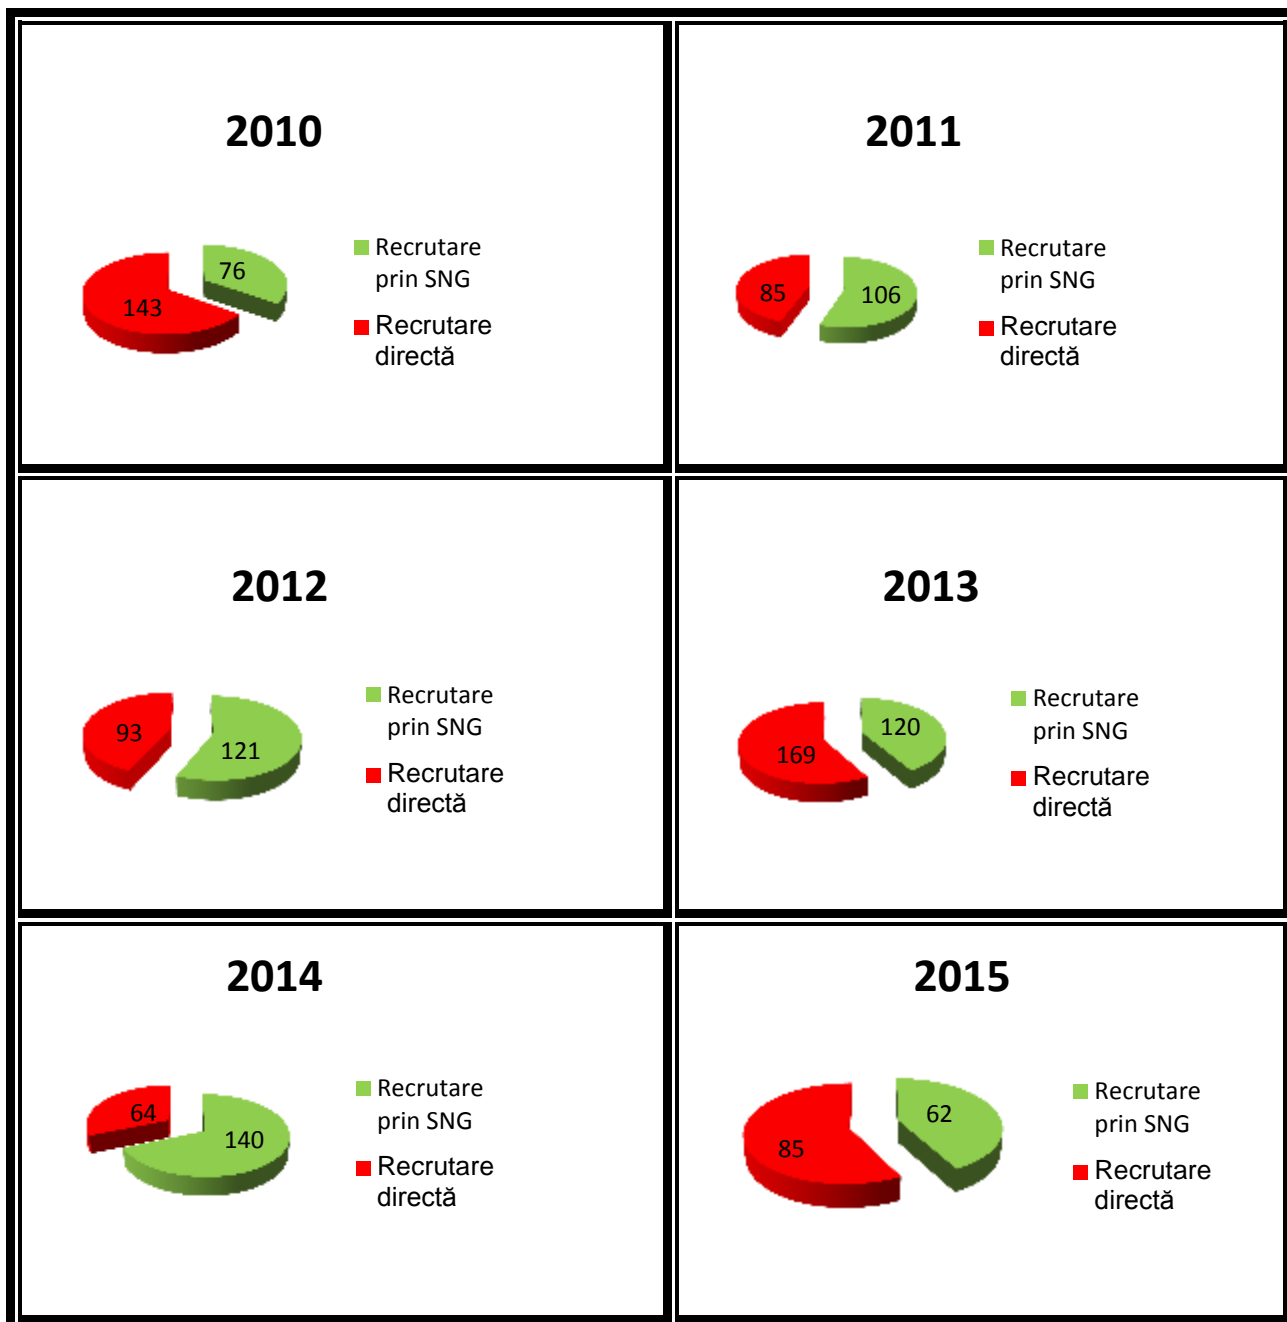 2010
76
143
Recrutare
prin SNG
Recrutare
directă
2011
85
106
Recrutare
prin SNG
Recrutare
directă
2012
93
121
Recrutare
prin SNG
Recrutare
directă
2013
120
169
Recrutare
prin SNG
Recrutare
directă
2014
64
140
Recrutare
prin SNG
Recrutare
directă
2015
62
85
Recrutare
prin SNG
Recrutare
directă